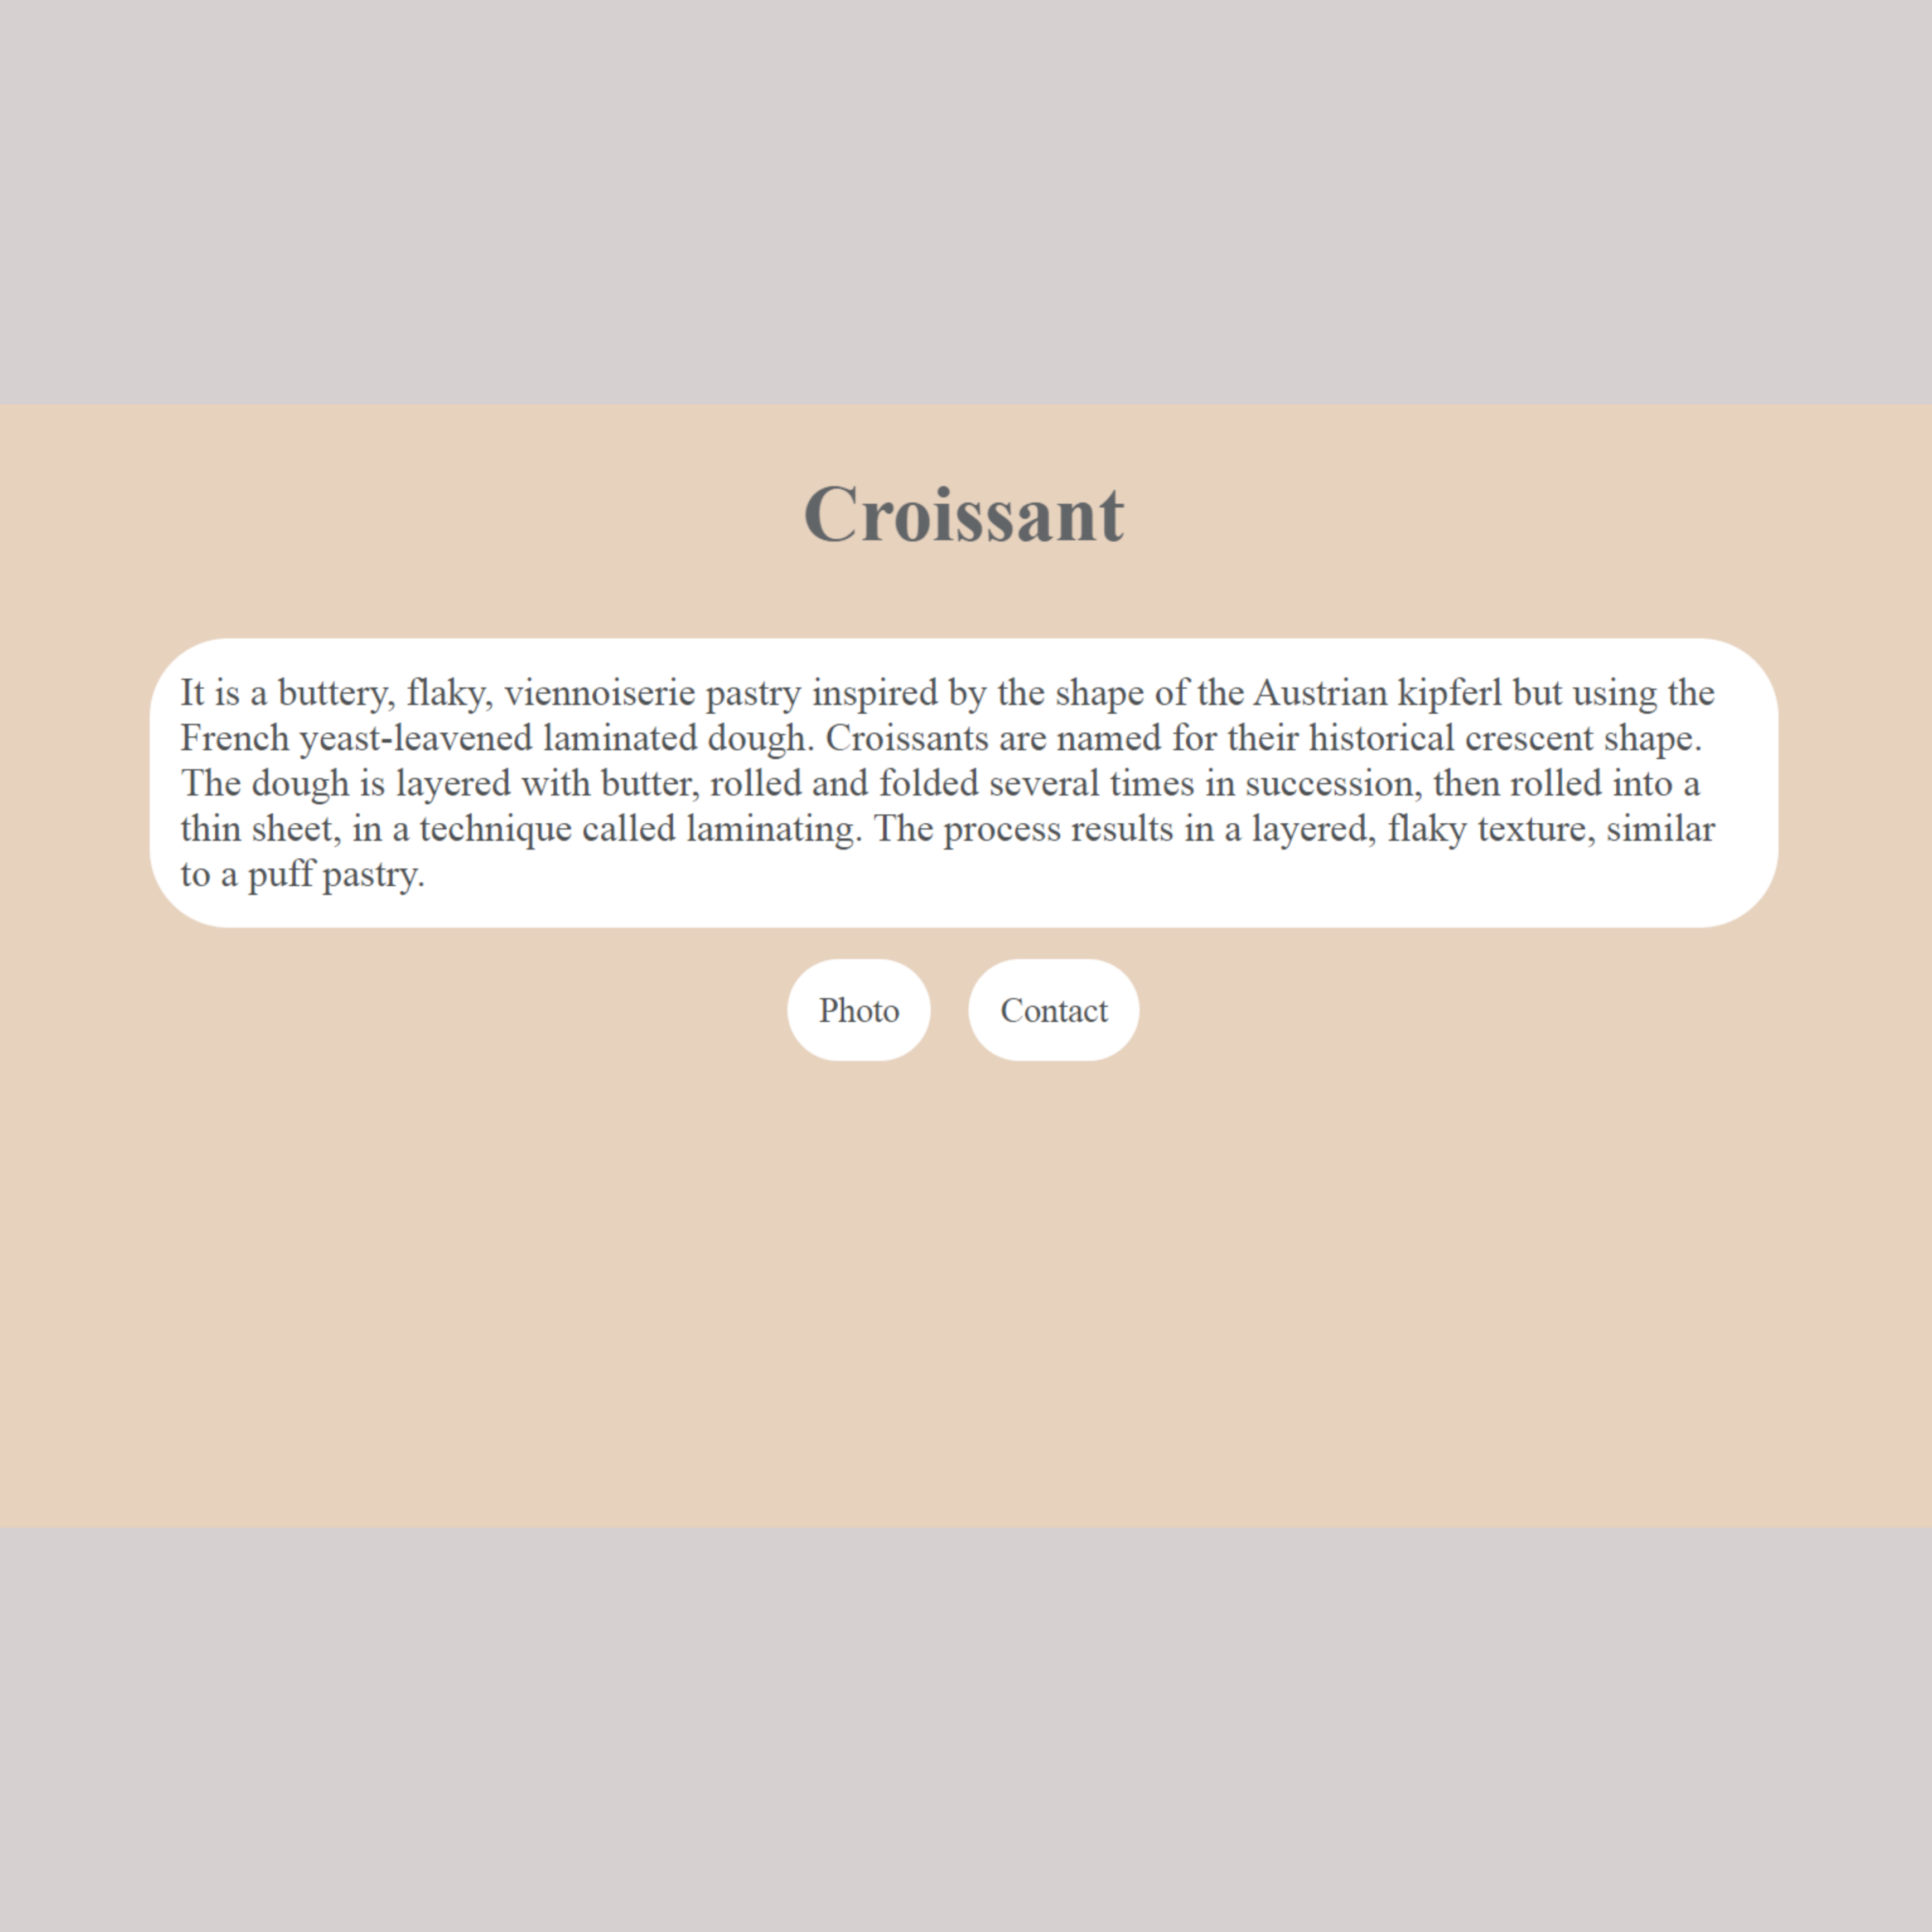 Croissant
It is a buttery, flaky, viennoiserie pastry inspired by the shape of the Austrian kipferl but using the
French yeast-leavened laminated dough. Croissants are named for their historical crescent shape.
The dough is layered with butter, rolled and folded several times in succession, then rolled into a
thin sheet, in a technique called laminating. The process results in a layered, flaky texture, similar
to a puff pastry.
Photo Contact